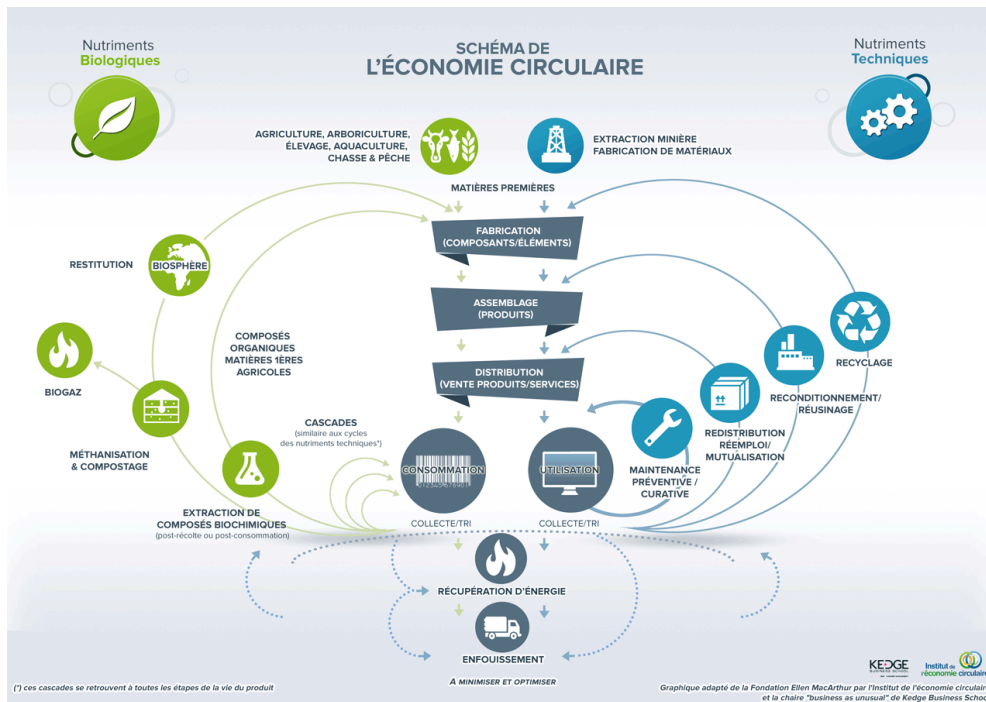 Nutriments
Biologiques
SCHÉMA DE
L'ÉCONOMIE CIRCULAIRE
Nutriments
Techniques
AGRICULTURE, ARBORICULTURE,
ÉLEVAGE, AQUACULTURE,
CHASSE & PÊCHE
EXTRACTION MINIÈRE
FABRICATION DE MATÉRIAUX
MATIÈRES PREMIÈRES
FABRICATION
(COMPOSANTS/ÉLÉMENTS)
RESTITUTION
BIOSPHÈRE
ASSEMBLAGE
(PRODUITS)
COMPOSÉS
ORGANIQUES
MATIÈRES 1ÈRES
AGRICOLES
RECYCLAGE
BIOGAZ
DISTRIBUTION
(VENTE PRODUITS/SERVICES)
RECONDITIONNEMENT/
RÉUSINAGE
CASCADES
(similaire aux cycles
des nutriments techniques*)
REDISTRIBUTION
RÉEMPLOI/
MUTUALISATION
MÉTHANISATION
& COMPOSTAGE
CONSOMMATION
UTILISATION
MAINTENANCE
PRÉVENTIVE /
CURATIVE
EXTRACTION DE
COMPOSÉS BIOCHIMIQUES
(post-récolte ou post-consommation)
COLLECTE/TRI
COLLECTE/TRI
RÉCUPÉRATION D'ÉNERGIE
ENFOUISSEMENT
A MINIMISER ET OPTIMISER
KEDGE
BUSINESS SCHOOL
Institut de
l'économie circulaire
(*) ces cascades se retrouvent à toutes les étapes de la vie du produit
Graphique adapté de la Fondation Ellen MacArthur par l'Institut de l'économie circulaire
et la chaire "business as unusual" de Kedge Business School